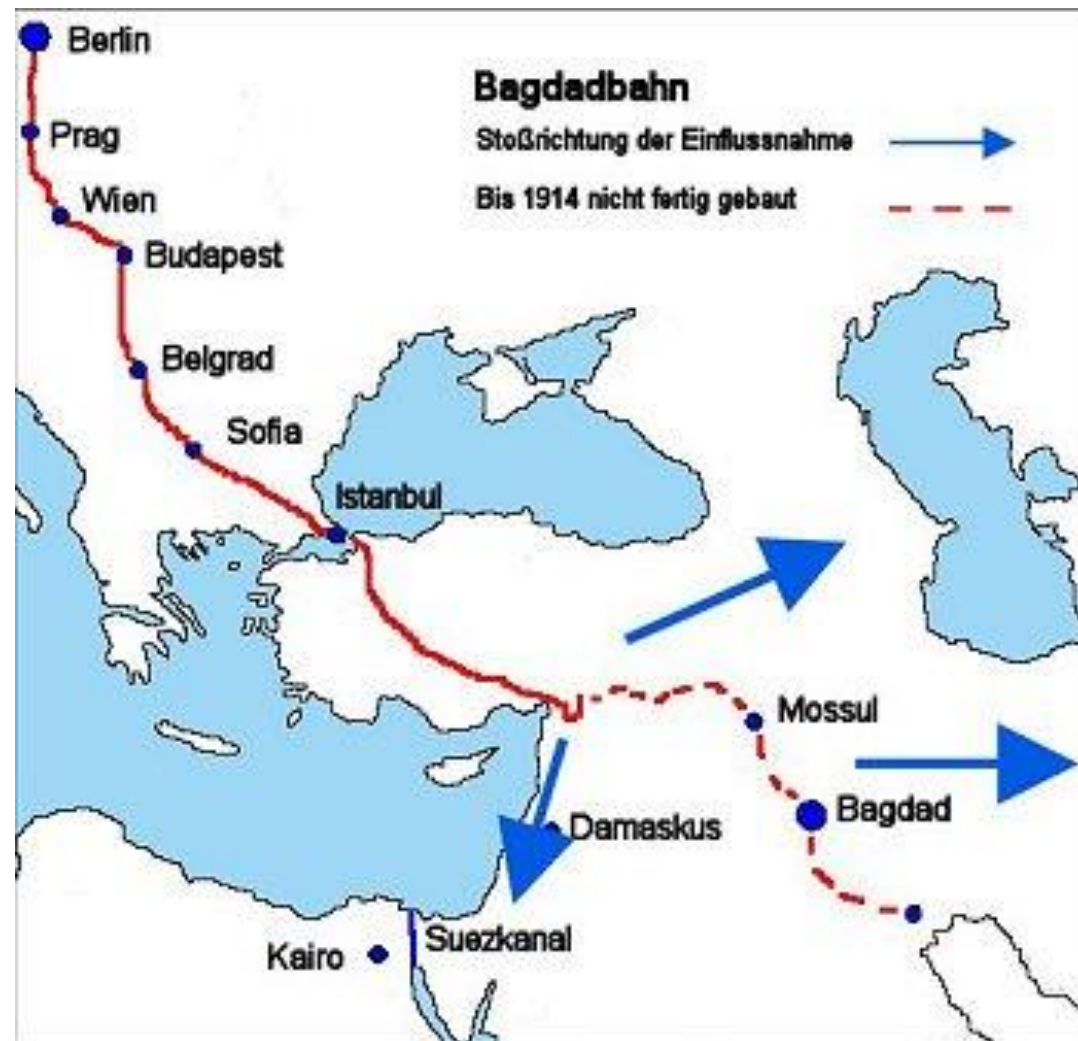 Berlin
Bagdadbahn
Stoßrichtung der Einflussnahme
Prag
Wien
Bis 1914 nicht fertig gebaut
Budapest
Belgrad
Sofia
Istanbul
Mossul
Bagdad
Damaskus
Suezkanal
Kairo